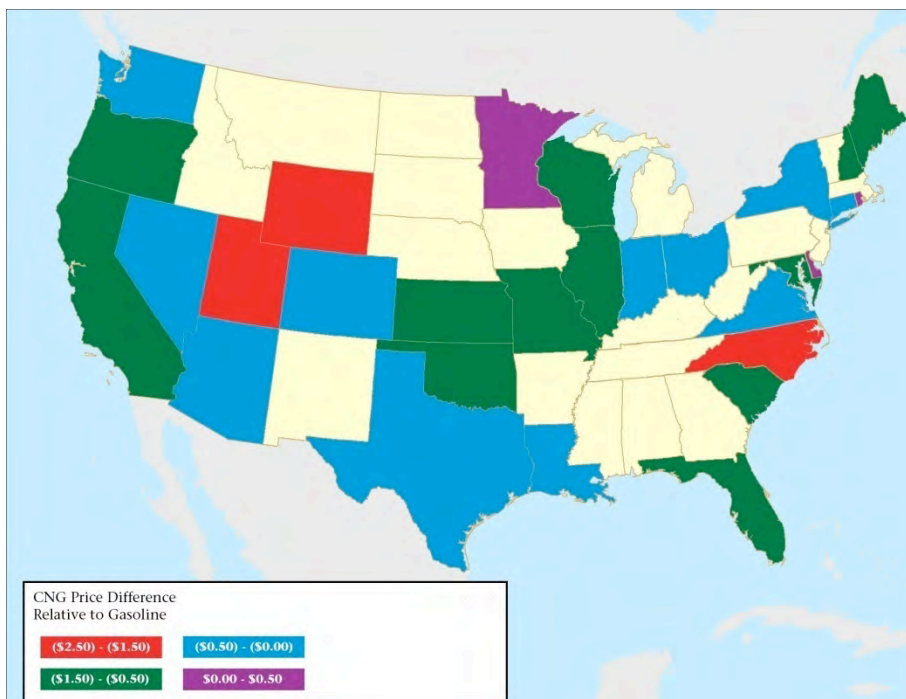 CNG Price Difference
Relative to Gasoline
($2.50) - ($1.50)
($0.50) - ($0.00)
($1.50) - ($0.50)
$0.00 - $0.50